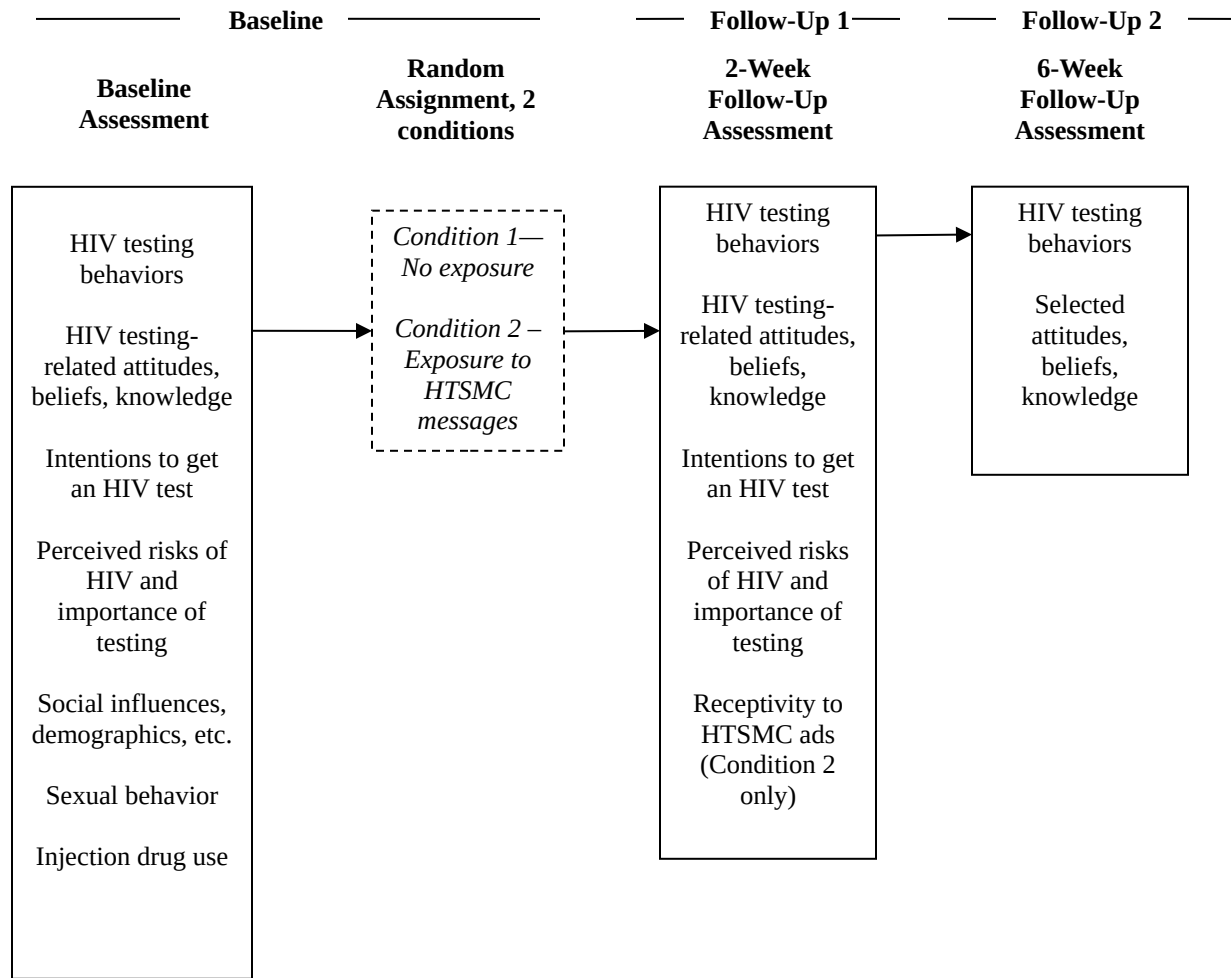 Baseline
Follow-Up 1
Follow-Up 2
Baseline
Assessment
Random
Assignment, 2
conditions
2-Week
Follow-Up
Assessment
6-Week
Follow-Up
Assessment
HIV testing
behaviors
HIV testing-
related attitudes,
beliefs, knowledge
Intentions to get
an HIV test
Perceived risks of
HIV and
importance of
testing
Social influences,
demographics, etc.
Sexual behavior
Injection drug use
Condition 1—
No exposure
Condition 2 –
Exposure to
HTSMC
messages
HIV testing
behaviors
HIV testing-
related attitudes,
beliefs,
knowledge
Intentions to get
an HIV test
Perceived risks
of HIV and
importance of
testing
Receptivity to
HTSMC ads
(Condition 2
only)
HIV testing
behaviors
Selected
attitudes,
beliefs,
knowledge